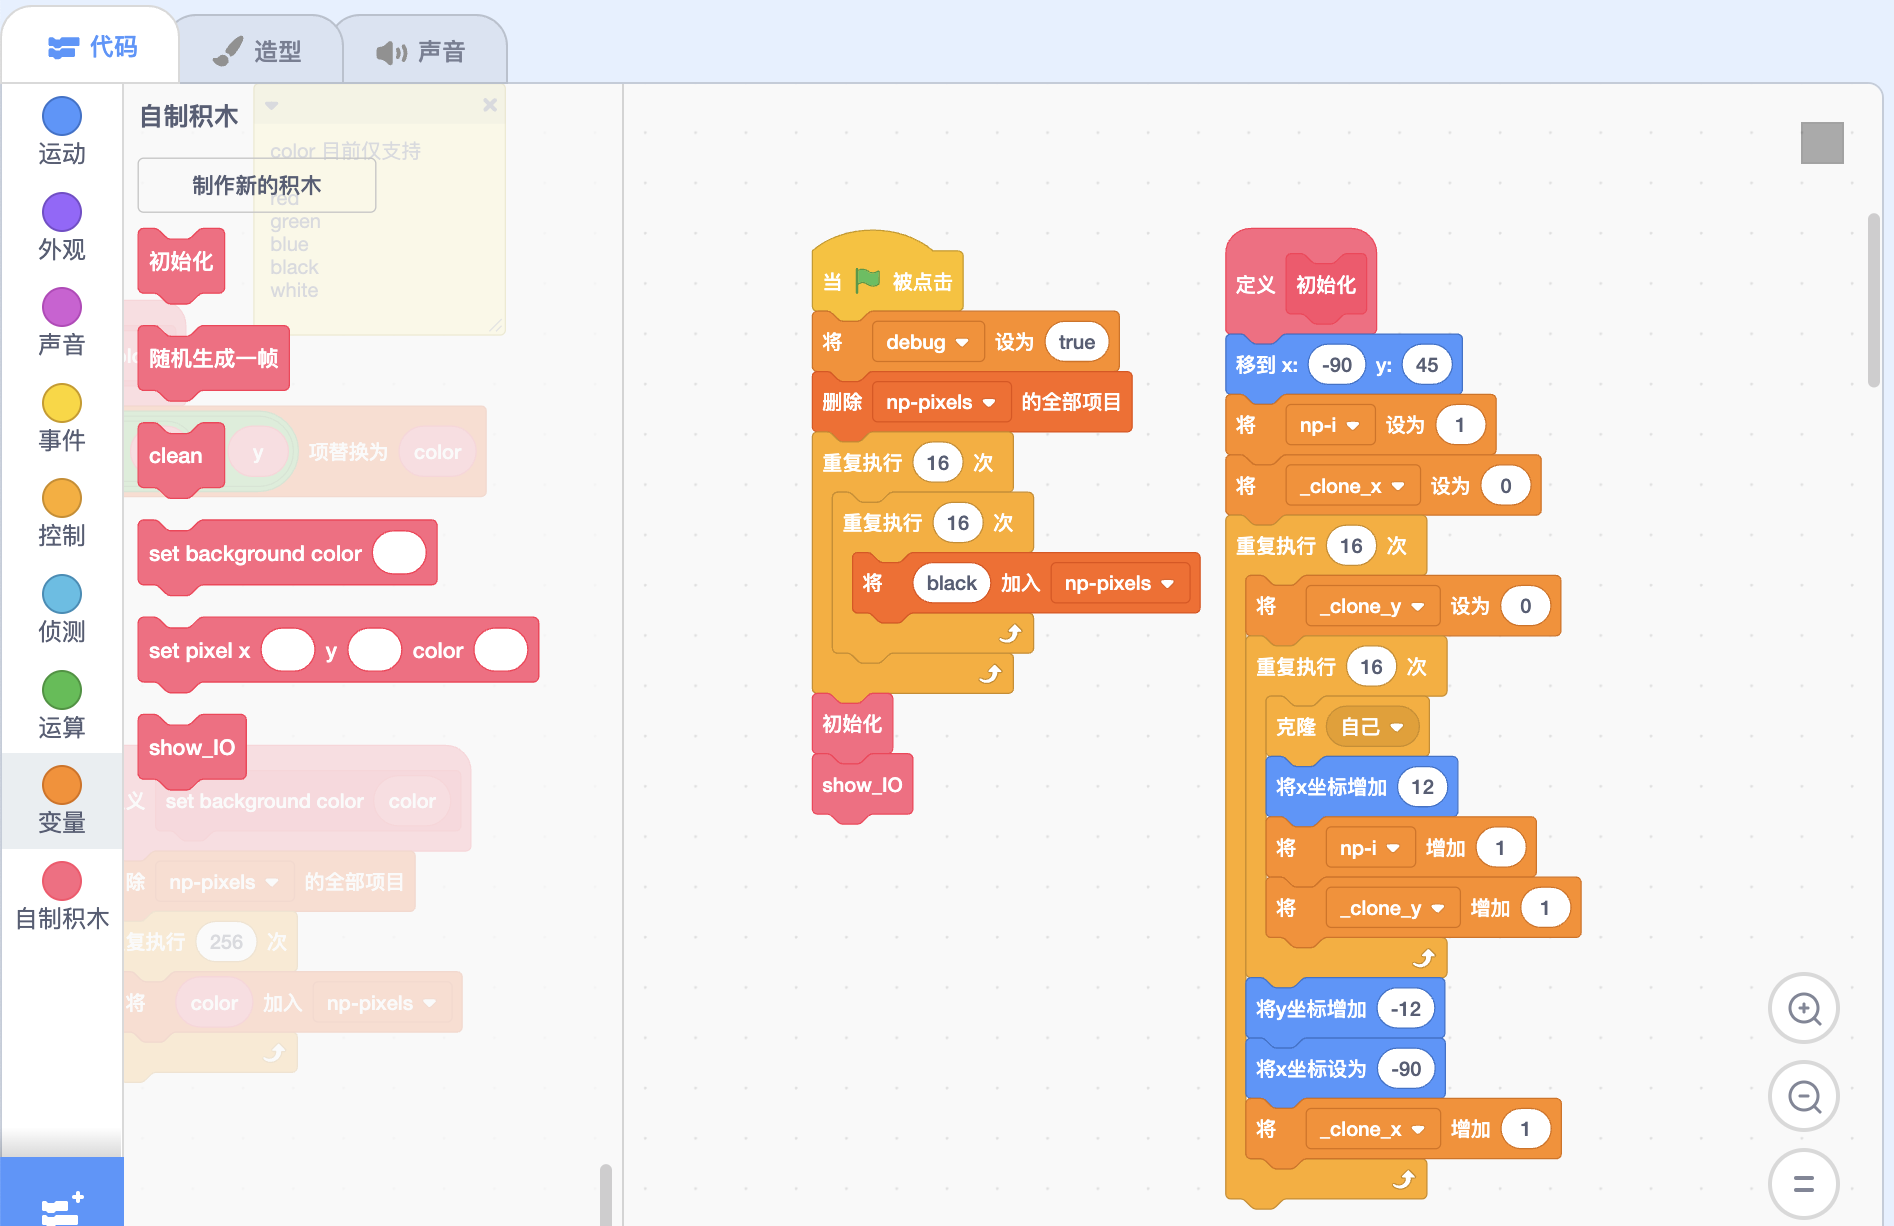 代码
造型
声音
运动
外观
声音
事件
控制
侦测
运算
变量
自制积木
自制积木
制作新的积木
初始化
随机生成一帧
clean
set background color
set pixel x y color
show_IO
color 目前仅支持
red
green
blue
black
white
y 项替换为 color
义 set background color color
除 np-pixels 的全部项目
复执行 256 次
将 color 加入 np-pixels
当 被点击
将 debug 设为 true
删除 np-pixels 的全部项目
重复执行 16 次
重复执行 16 次
将 black 加入 np-pixels
初始化
show_IO
定义 初始化
移到 x: -90 y: 45
将 np-i 设为 1
将 _clone_x 设为 0
重复执行 16 次
将 _clone_y 设为 0
重复执行 16 次
克隆 自己
将x坐标增加 12
将 np-i 增加 1
将 _clone_y 增加 1
将y坐标增加 -12
将x坐标设为 -90
将 _clone_x 增加 1